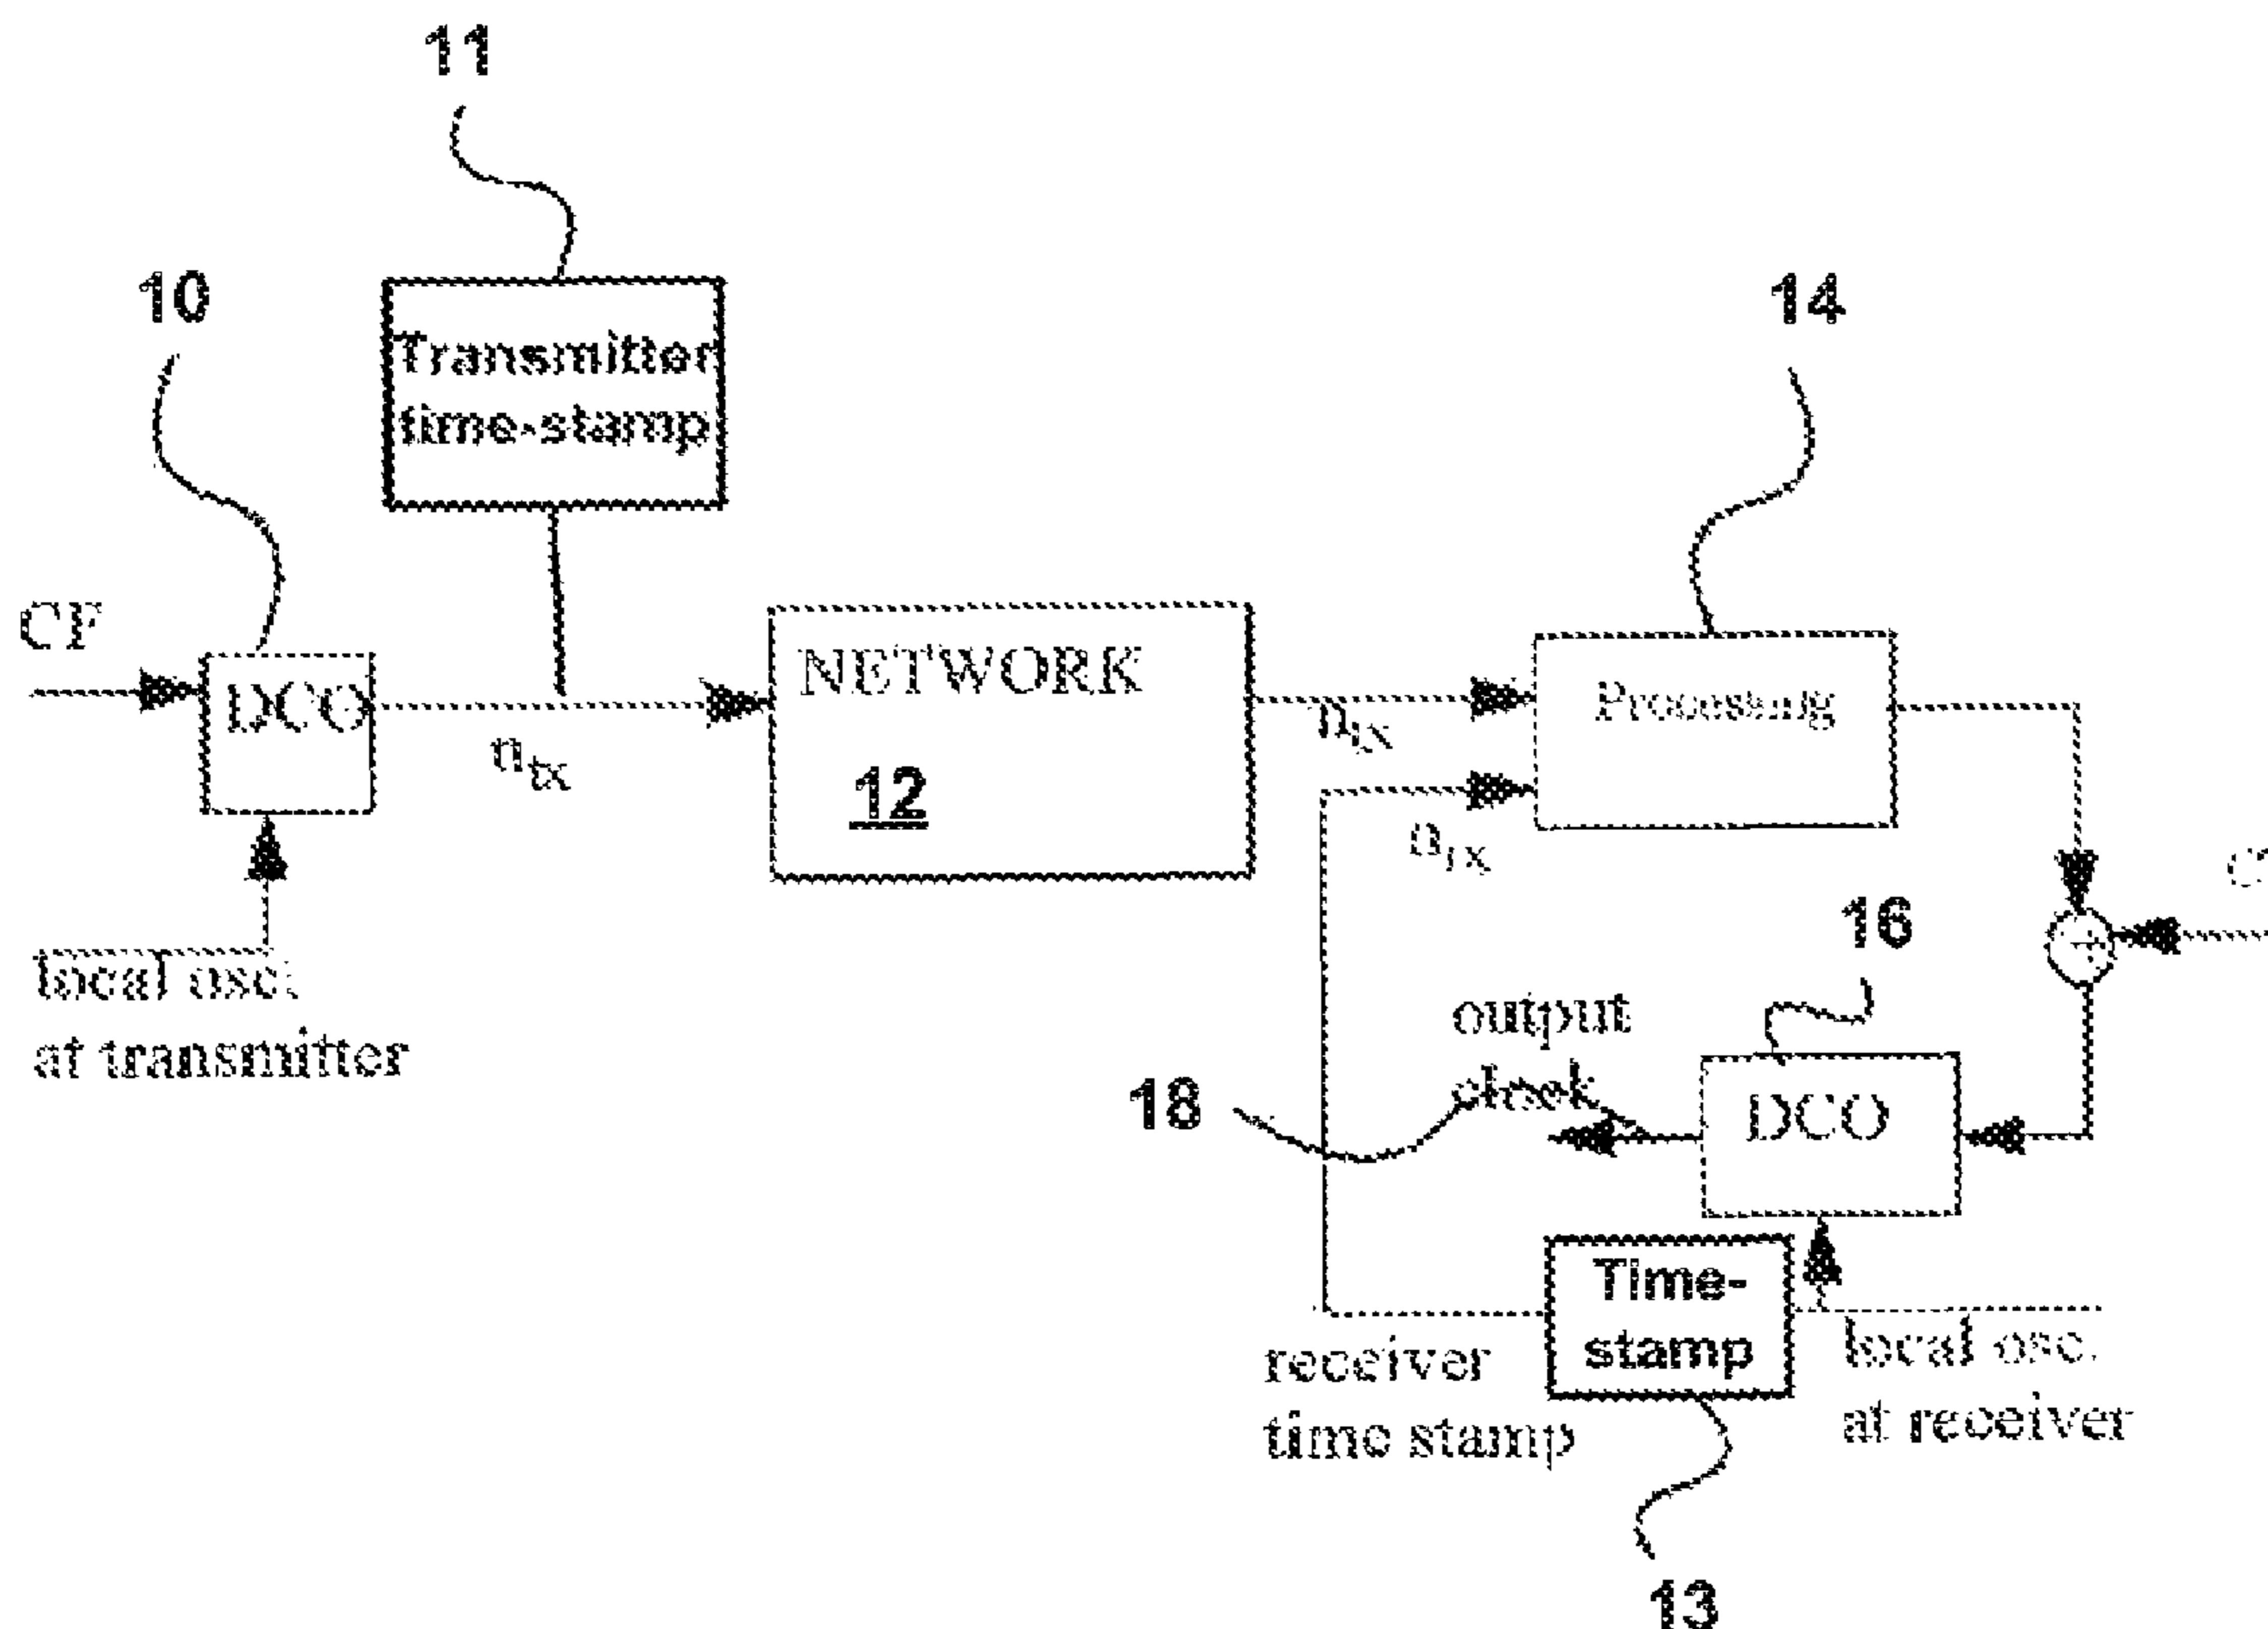 11
10
14
Transmitter
time-stamp
CF
DCO
NETWORK
Processing
n_tx
n_tx
12
n_rx
16
local osc.
at transmitter
output
clock
18
DCO
Time-
stamp
receiver
time stamp
local osc.
at receiver
13